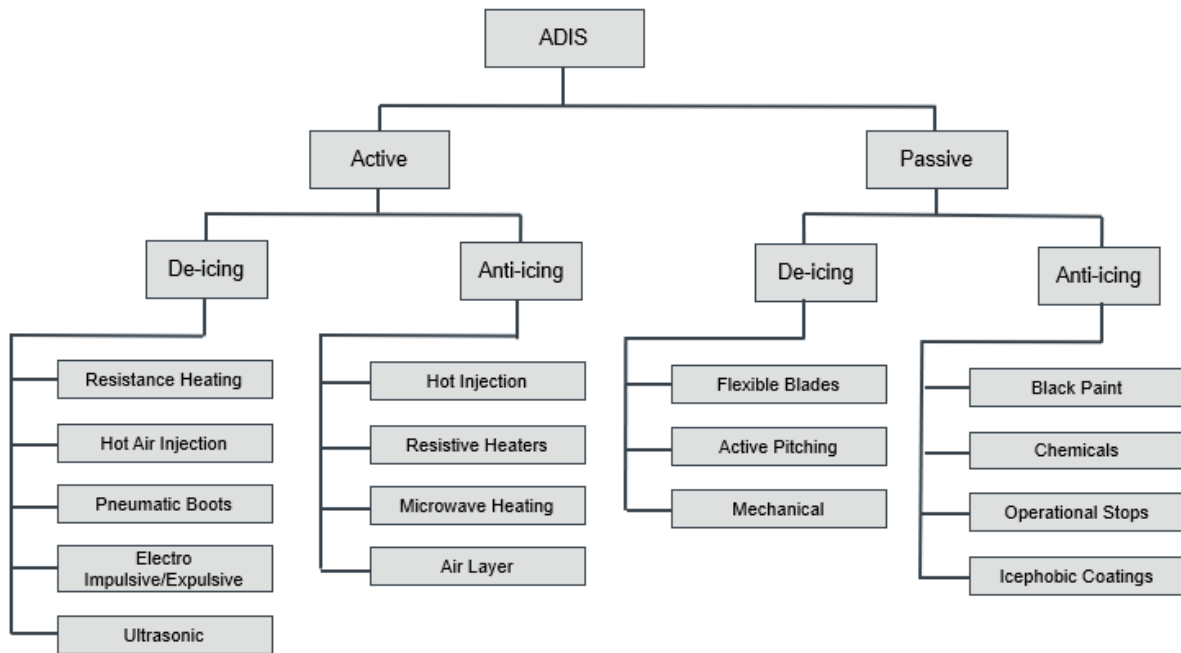 ADIS
Active
Passive
De-icing
Anti-icing
De-icing
Anti-icing
Resistance Heating
Hot Air Injection
Pneumatic Boots
Electro
Impulsive/Expulsive
Ultrasonic
Hot Injection
Resistive Heaters
Microwave Heating
Air Layer
Flexible Blades
Active Pitching
Mechanical
Black Paint
Chemicals
Operational Stops
Icephobic Coatings